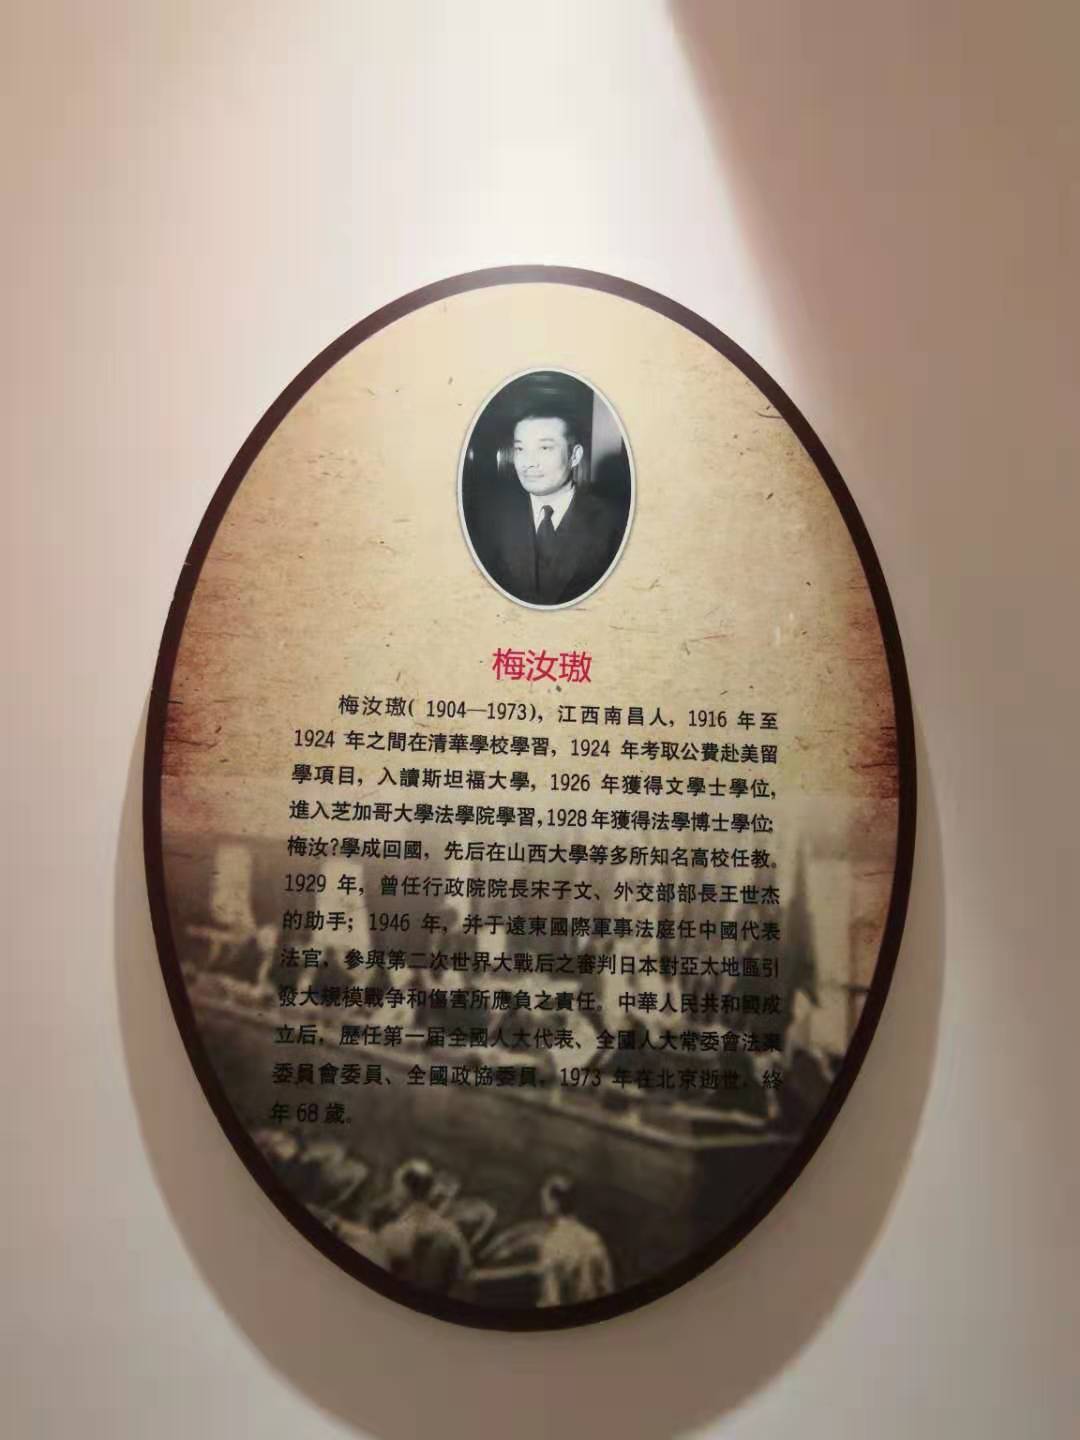 梅汝璈
梅汝璈( 1904—1973)，江西南昌人，1916 年至
1924 年之間在清華學校學習，1924 年考取公費赴美留
學項目，入讀斯坦福大學，1926 年獲得文學士學位，
進入芝加哥大學法學院學習，1928年獲得法學博士學位;
梅汝?學成回國，先后在山西大學等多所知名高校任教。
1929 年，曾任行政院院長宋子文、外交部部長王世杰
的助手；1946 年，并于遠東國際軍事法庭任中國代表
法官，參與第二次世界大戰后之審判日本對亞太地區引
發大規模戰爭和傷害所應負之責任。中華人民共和國成
立后，歷任第一届全國人大代表、全國人大常委會法案
委員會委員、全國政協委員，1973 年在北京逝世，終
年68歲。